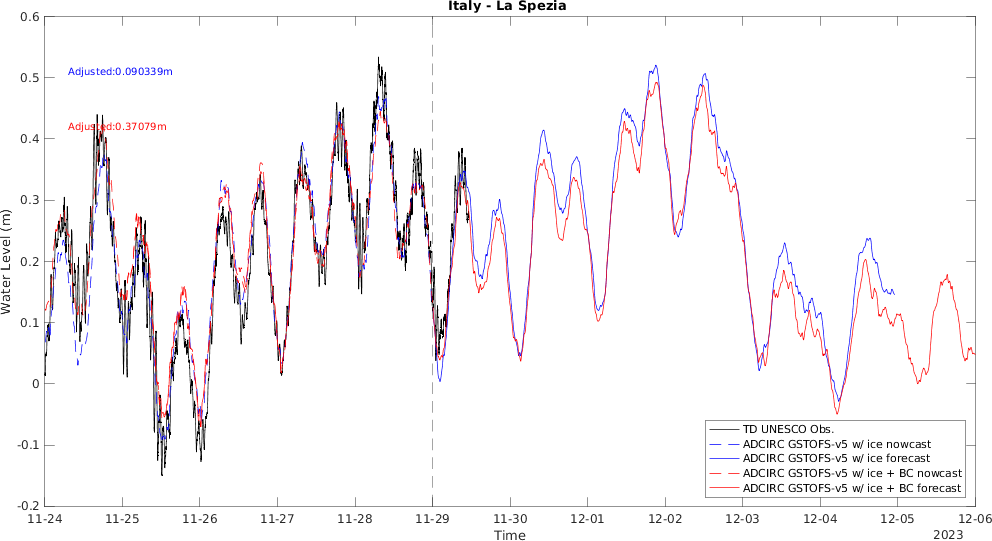 Italy - La Spezia
0.6
0.5
0.4
0.3
0.2
0.1
0
-0.1
-0.2
Water Level (m)
Adjusted:0.090339m
Adjusted:0.37079m
TD UNESCO Obs.
ADCIRC GSTOFS-v5 w/ ice nowcast
ADCIRC GSTOFS-v5 w/ ice forecast
ADCIRC GSTOFS-v5 w/ ice + BC nowcast
ADCIRC GSTOFS-v5 w/ ice + BC forecast
11-24 11-25 11-26 11-27 11-28 11-29 11-30 12-01 12-02 12-03 12-04 12-05 12-06
Time
2023